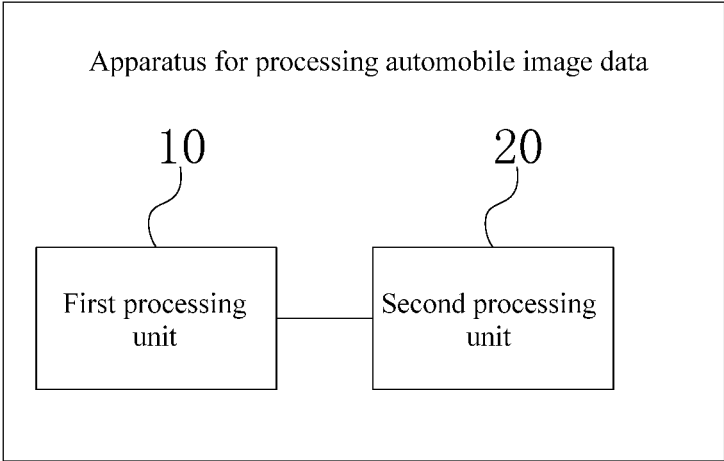 Apparatus for processing automobile image data
10
20
First processing
unit
Second processing
unit